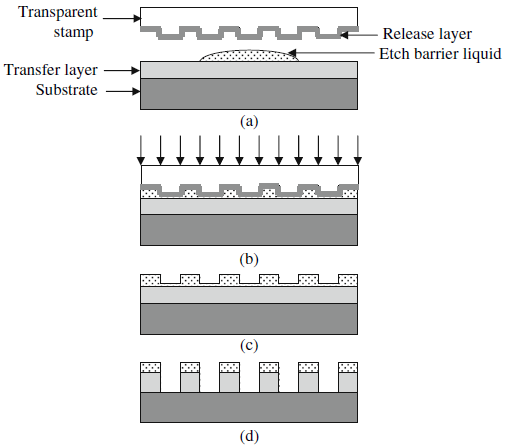 Transparent
stamp
Release layer
Etch barrier liquid
Transfer layer
Substrate
(a)
(b)
(c)
(d)